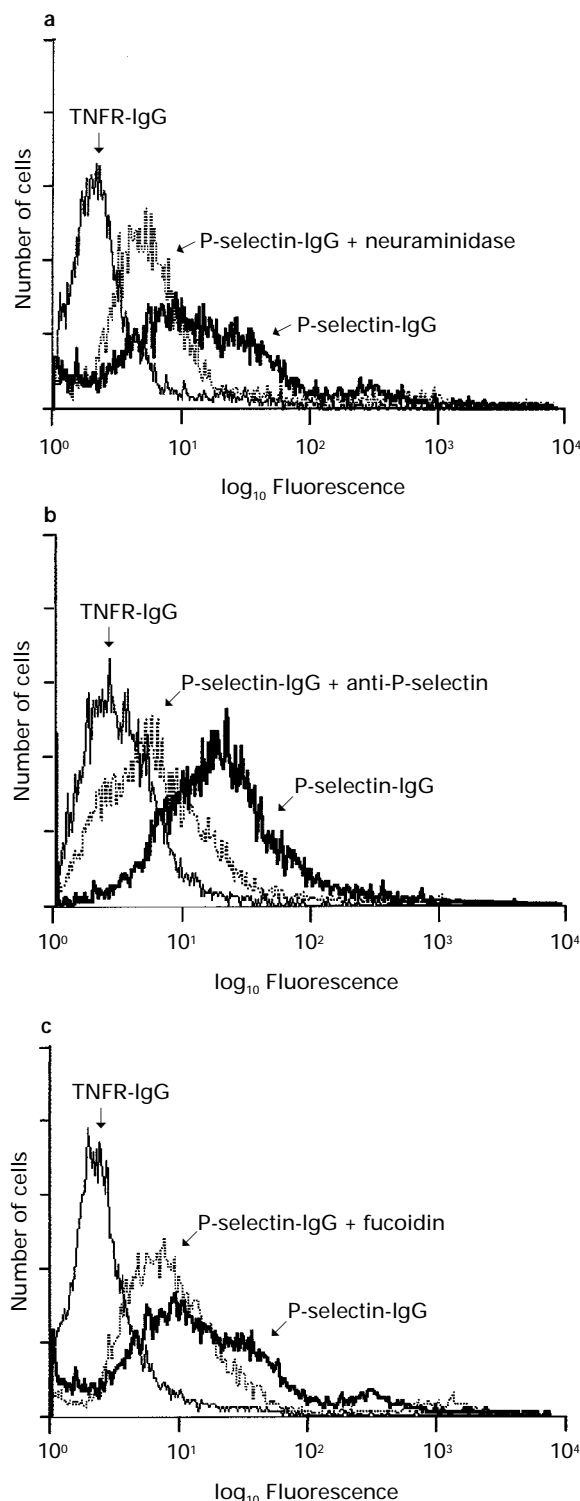 a
TNFR-IgG
P-selectin-IgG + neuraminidase
P-selectin-IgG
Number of cells
10⁰ 10¹ 10² 10³ 10⁴
log₁₀ Fluorescence
b
TNFR-IgG
P-selectin-IgG + anti-P-selectin
P-selectin-IgG
Number of cells
10⁰ 10¹ 10² 10³ 10⁴
log₁₀ Fluorescence
c
TNFR-IgG
P-selectin-IgG + fucoidin
P-selectin-IgG
Number of cells
10⁰ 10¹ 10² 10³ 10⁴
log₁₀ Fluorescence